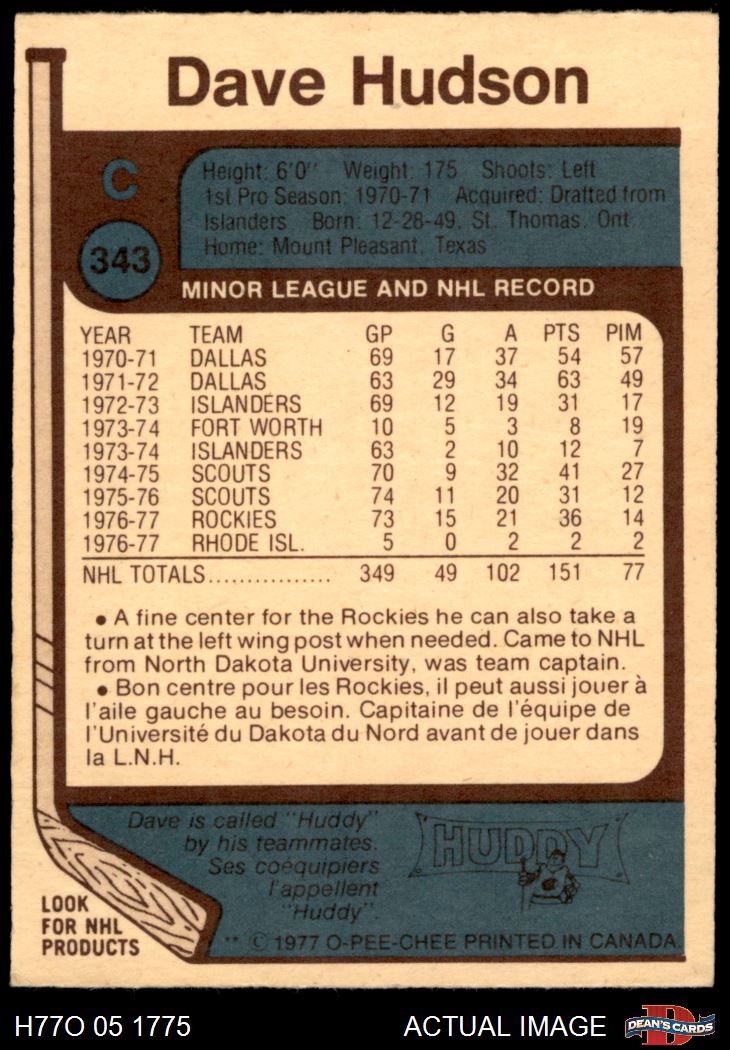 Dave Hudson
C
Height: 6'0" Weight: 175 Shoots: Left
1st Pro Season: 1970-71 Acquired: Drafted from
Islanders Born: 12-28-49, St. Thomas, Ont.
Home: Mount Pleasant, Texas
343
MINOR LEAGUE AND NHL RECORD
YEAR TEAM GP G A PTS PIM
1970-71 DALLAS 69 17 37 54 57
1971-72 DALLAS 63 29 34 63 49
1972-73 ISLANDERS 69 12 19 31 17
1973-74 FORT WORTH 10 5 3 8 19
1973-74 ISLANDERS 63 2 10 12 7
1974-75 SCOUTS 70 9 32 41 27
1975-76 SCOUTS 74 11 20 31 12
1976-77 ROCKIES 73 15 21 36 14
1976-77 RHODE ISL. 5 0 2 2 2
NHL TOTALS................ 349 49 102 151 77
• A fine center for the Rockies he can also take a
turn at the left wing post when needed. Came to NHL
from North Dakota University, was team captain.
• Bon centre pour les Rockies, il peut aussi jouer à
l'aile gauche au besoin. Capitaine de l'équipe de
l'Université du Dakota du Nord avant de jouer dans
la L.N.H.
Dave is called "Huddy"
by his teammates.
Ses coéquipiers
l'appellent
"Huddy".
HUDDY
LOOK
FOR NHL
PRODUCTS
** © 1977 O-PEE-CHEE PRINTED IN CANADA.
H77O 05 1775 ACTUAL IMAGE
D
DEAN'S CARDS